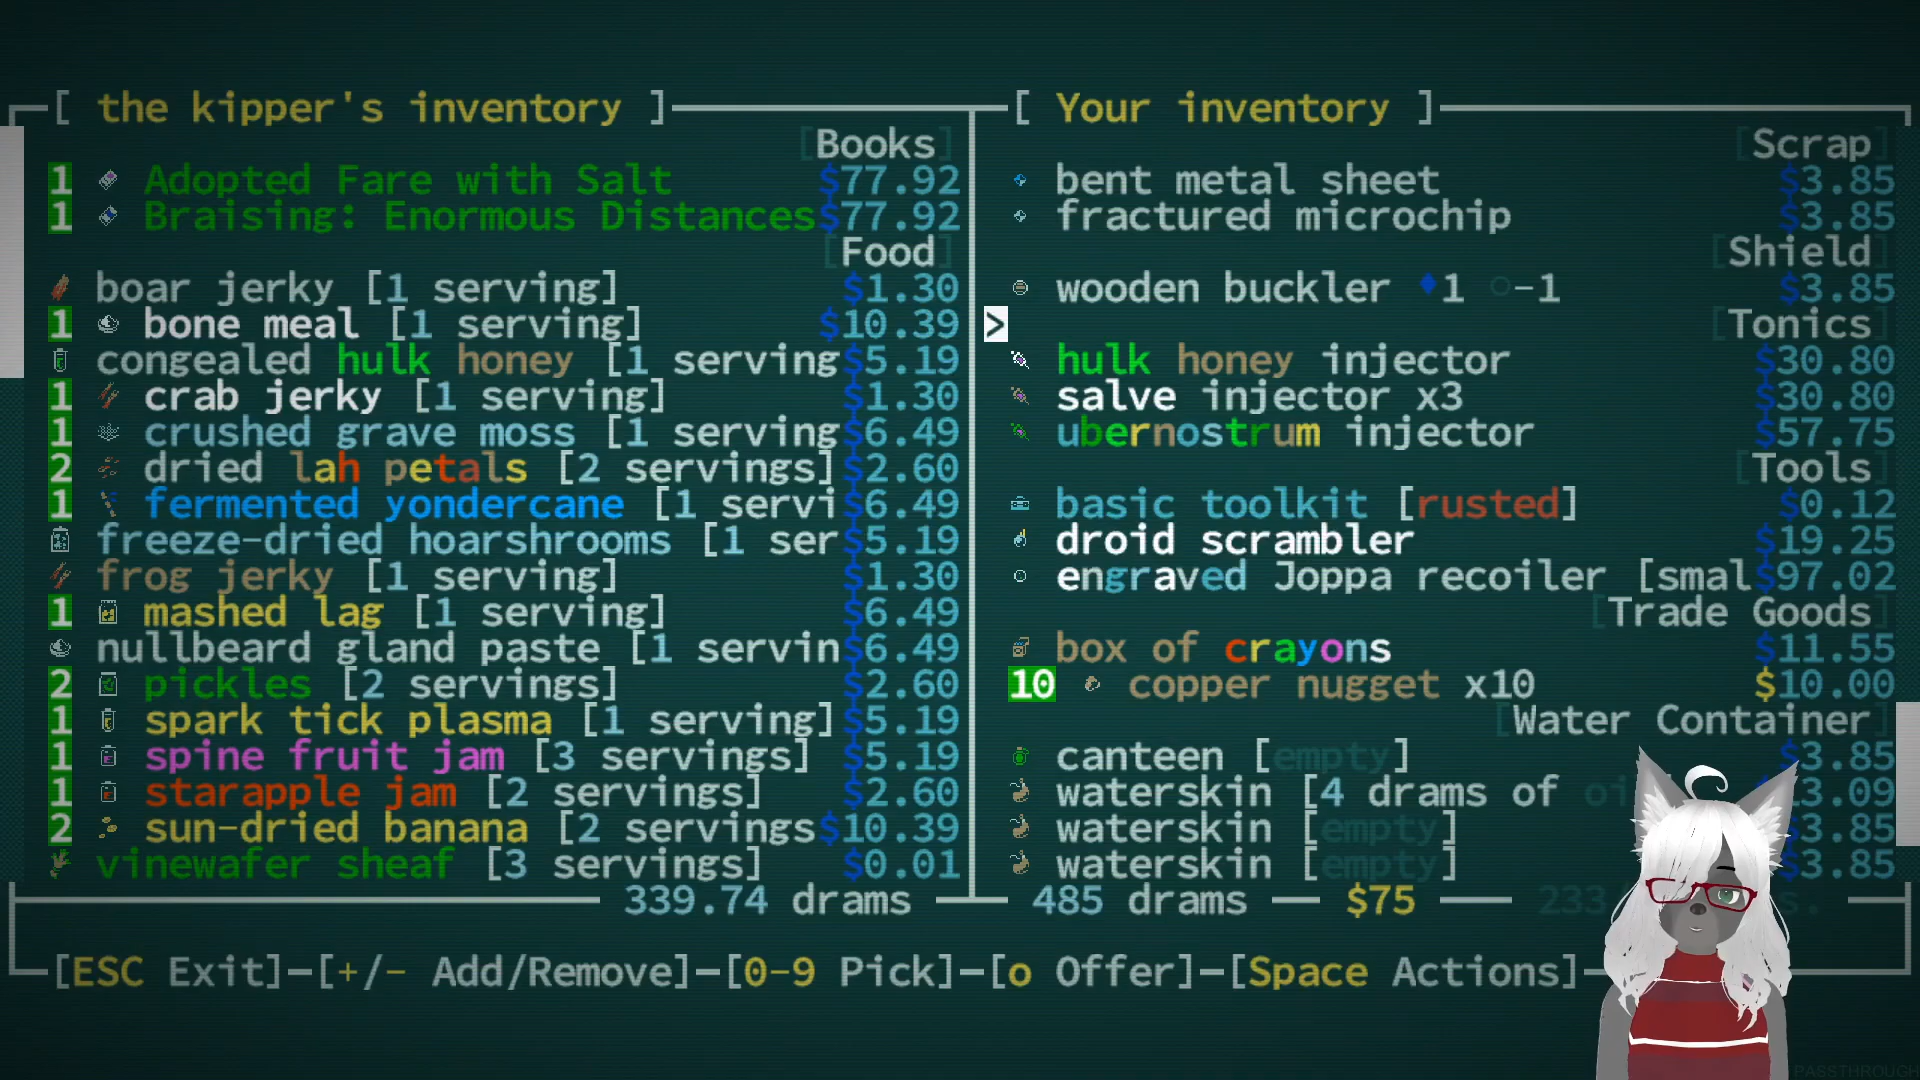 [ the kipper's inventory ]
[Books]
1 Adopted Fare with Salt $77.92
1 Braising: Enormous Distances $77.92
[Food]
boar jerky [1 serving] $1.30
1 bone meal [1 serving] $10.39
congealed hulk honey [1 serving $5.19
1 crab jerky [1 serving] $1.30
1 crushed grave moss [1 serving $6.49
2 dried lah petals [2 servings] $2.60
1 fermented yondercane [1 servi $6.49
freeze-dried hoarshrooms [1 ser $5.19
frog jerky [1 serving] $1.30
1 mashed lag [1 serving] $6.49
nullbeard gland paste [1 servin $6.49
2 pickles [2 servings] $2.60
1 spark tick plasma [1 serving] $5.19
1 spine fruit jam [3 servings] $5.19
1 starapple jam [2 servings] $2.60
2 sun-dried banana [2 servings $10.39
vinewafer sheaf [3 servings] $0.01
339.74 drams
[ Your inventory ]
[Scrap]
bent metal sheet $3.85
fractured microchip $3.85
[Shield]
wooden buckler ♦1 ○-1 $3.85
> [Tonics]
hulk honey injector $30.80
salve injector x3 $30.80
ubernostrum injector $57.75
[Tools]
basic toolkit [rusted] $0.12
droid scrambler $19.25
engraved Joppa recoiler [smal $97.02
[Trade Goods]
box of crayons $11.55
10 copper nugget x10 $10.00
[Water Container]
canteen [empty] $3.85
waterskin [4 drams of 3.09
waterskin [empty] 3.85
waterskin [empty] 3.85
485 drams — $75 — 233
[ESC Exit]—[+/- Add/Remove]—[0-9 Pick]—[o Offer]—[Space Actions]
PASSTHROUGH